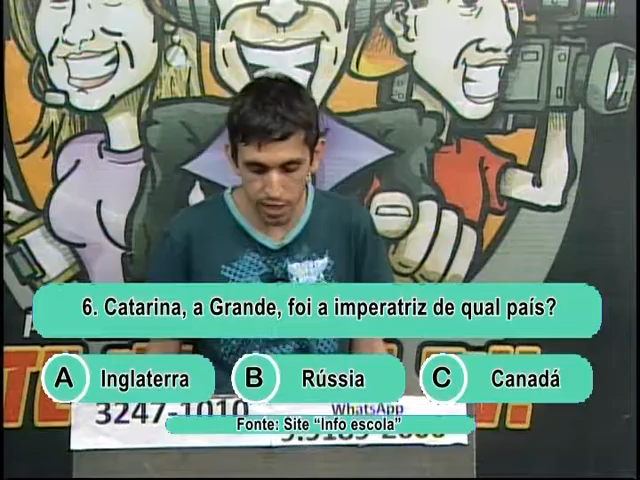 6. Catarina, a Grande, foi a imperatriz de qual país?
A Inglaterra
B Rússia
C Canadá
3247-1010
WhatsApp
Fonte: Site “Info escola”